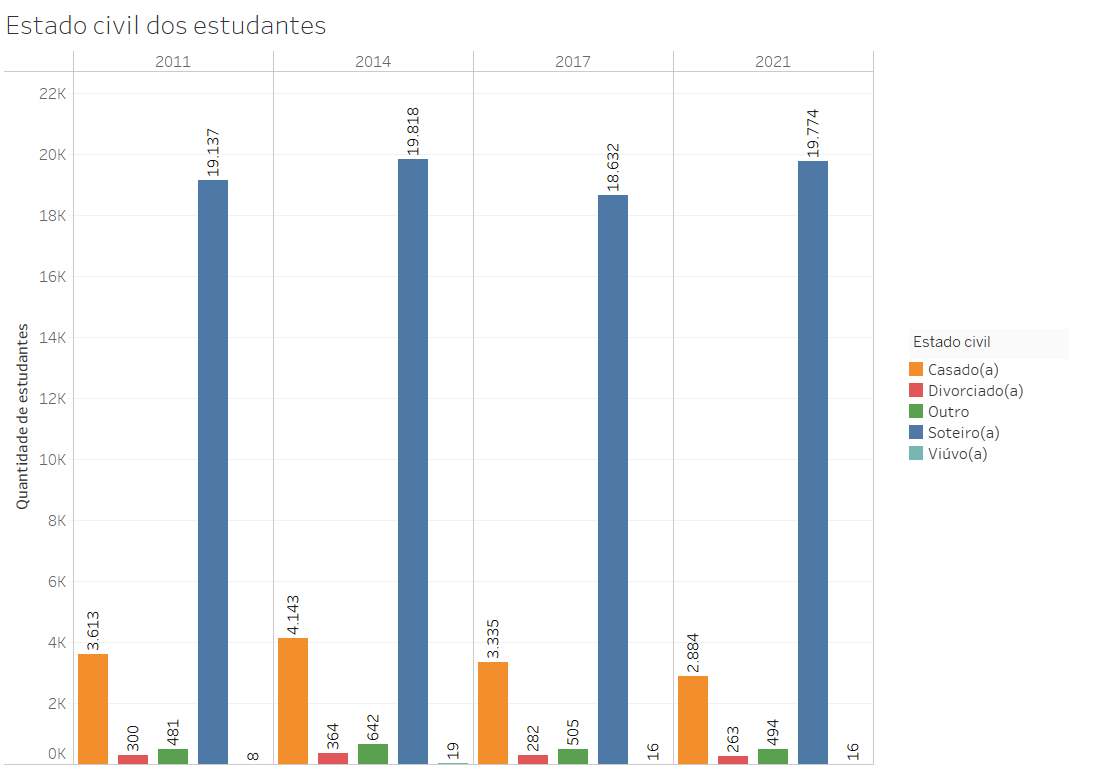 Estado civil dos estudantes
2011 2014 2017 2021
22K
20K
18K
16K
14K
12K
10K
8K
6K
4K
2K
0K
Quantidade de estudantes
3.613 300 481 19.137 8
4.143 364 642 19.818 19
3.335 282 505 18.632 16
2.884 263 494 19.774 16
Estado civil
Casado(a)
Divorciado(a)
Outro
Soteiro(a)
Viúvo(a)